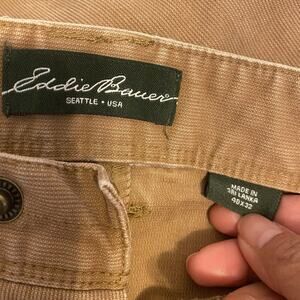 Eddie Bauer
SEATTLE • USA
MADE IN
SRI LANKA
40X32